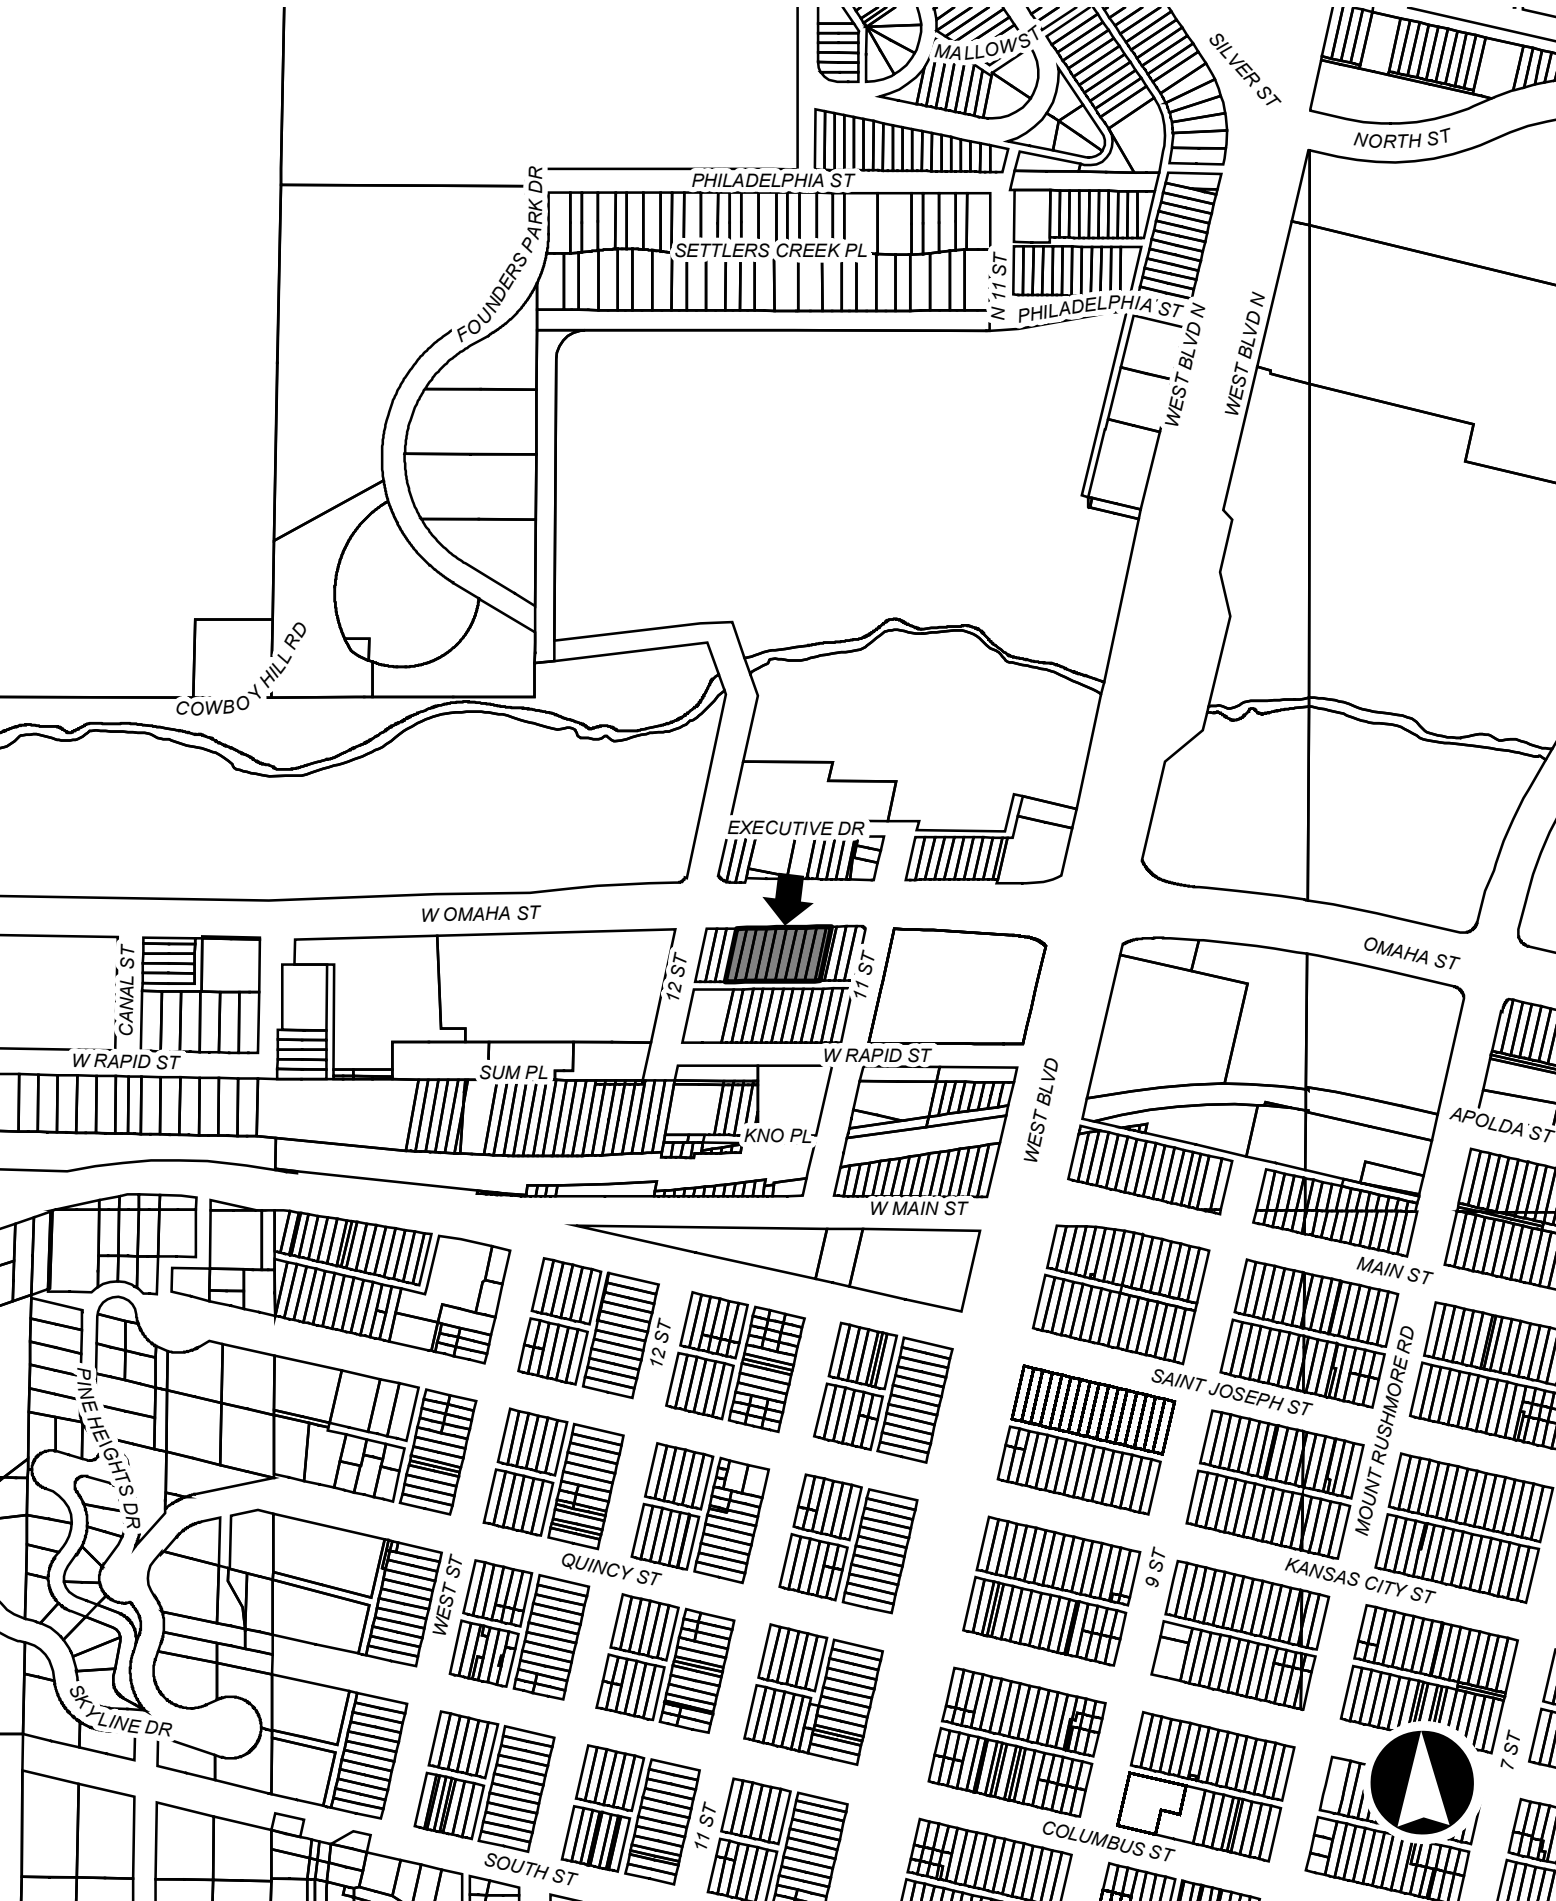 MALLOW ST
SILVER ST
NORTH ST
PHILADELPHIA ST
FOUNDERS PARK DR
SETTLERS CREEK PL
N 11 ST
PHILADELPHIA ST
WEST BLVD N
WEST BLVD N
COWBOY HILL RD
EXECUTIVE DR
W OMAHA ST
OMAHA ST
CANAL ST
12 ST
11 ST
W RAPID ST
W RAPID ST
SUM PL
WEST BLVD
APOLDA ST
KNO PL
W MAIN ST
MAIN ST
12 ST
PINE HEIGHTS DR
SAINT JOSEPH ST
MOUNT RUSHMORE RD
QUINCY ST
WEST ST
9 ST
KANSAS CITY ST
SKYLINE DR
7 ST
11 ST
COLUMBUS ST
SOUTH ST